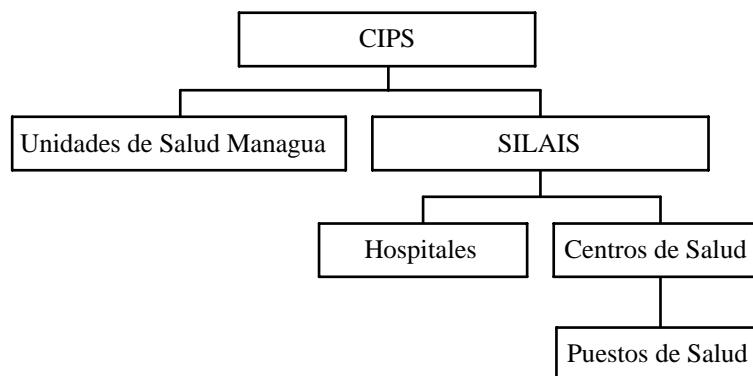 CIPS
Unidades de Salud Managua
SILAIS
Hospitales
Centros de Salud
Puestos de Salud